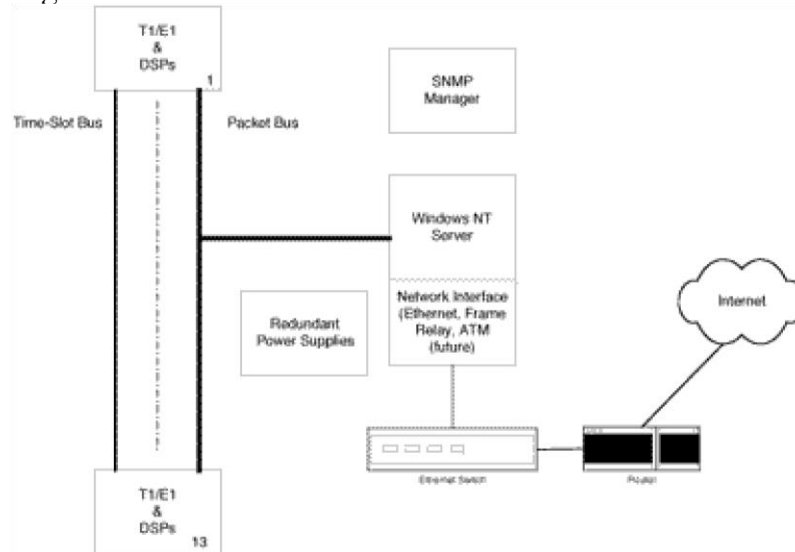 T1/E1
&
DSPs
1
SNMP
Manager
Time-Slot Bus
Packet Bus
Windows NT
Server
Network Interface
(Ethernet, Frame
Relay, ATM
(future)
Redundant
Power Supplies
Internet
Ethernet Switch
Router
T1/E1
&
DSPs
13